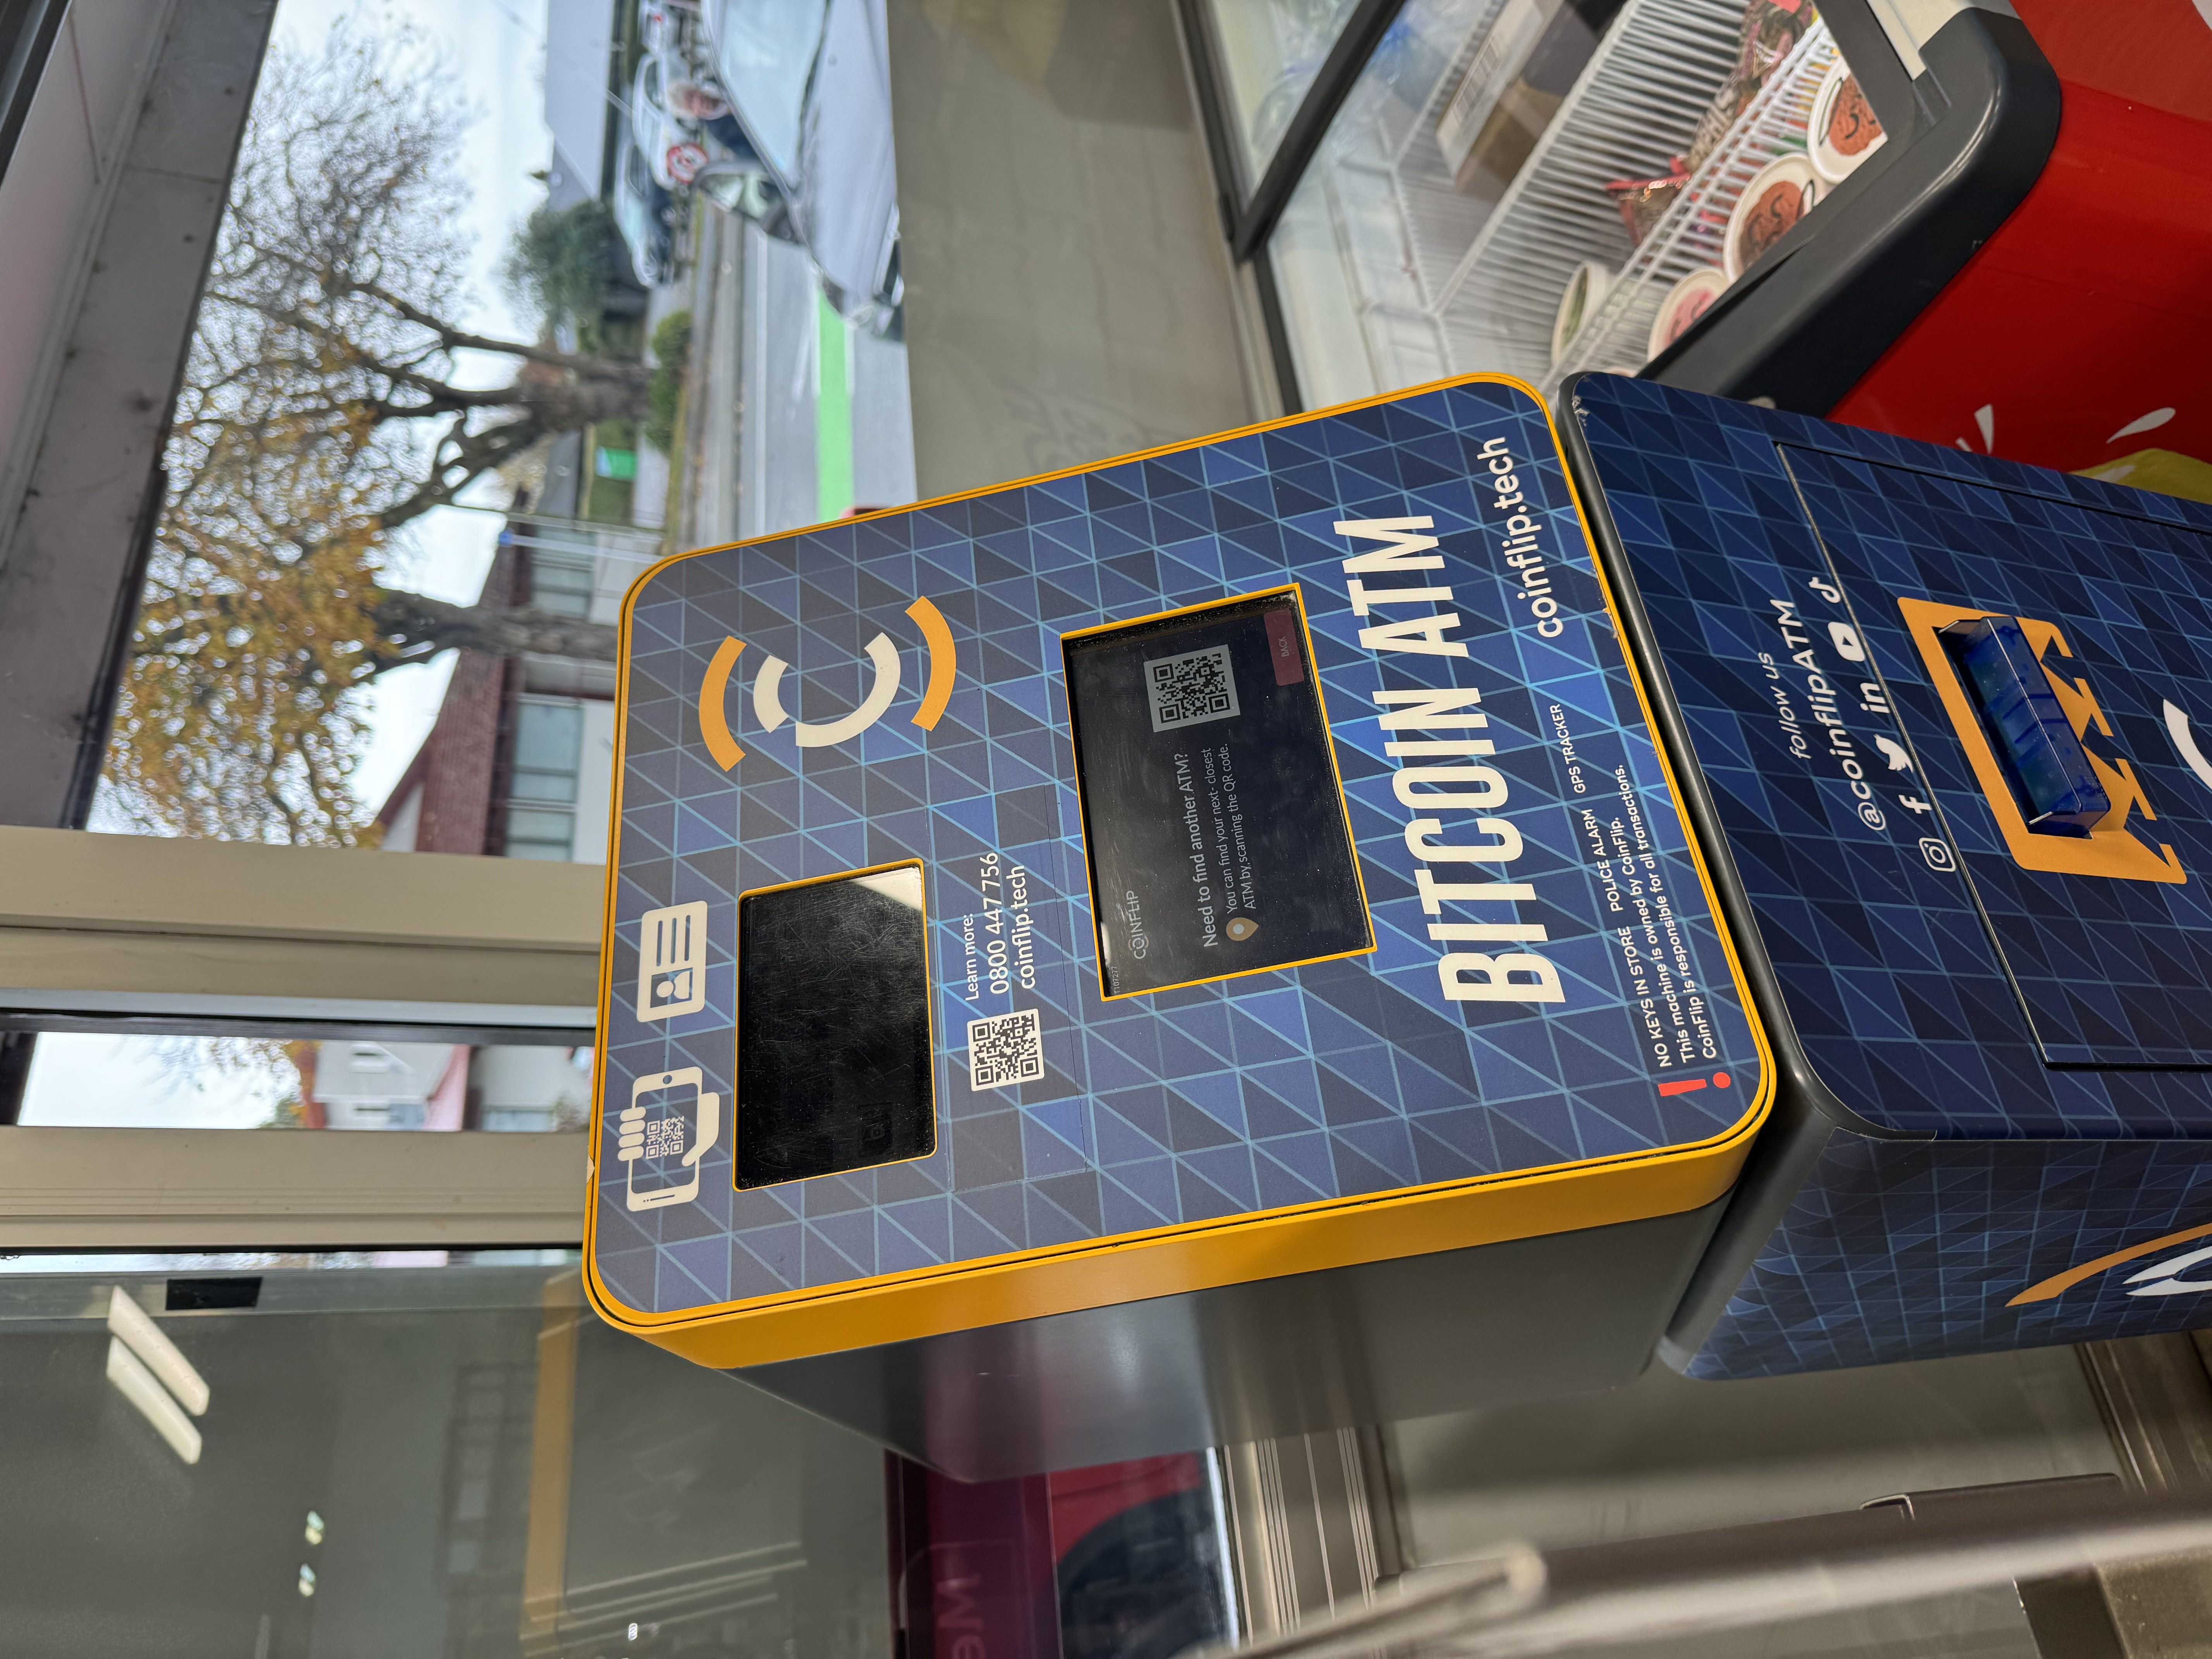 Learn more:
0800 447 756
coinflip.tech
T107277
COINFLIP
Need to find another ATM?
You can find your next- closest
ATM by scanning the QR code.
BACK
BITCOIN ATM
coinflip.tech
NO KEYS IN STORE POLICE ALARM GPS TRACKER
This machine is owned by CoinFlip.
CoinFlip is responsible for all transactions.
follow us
@coinflipATM